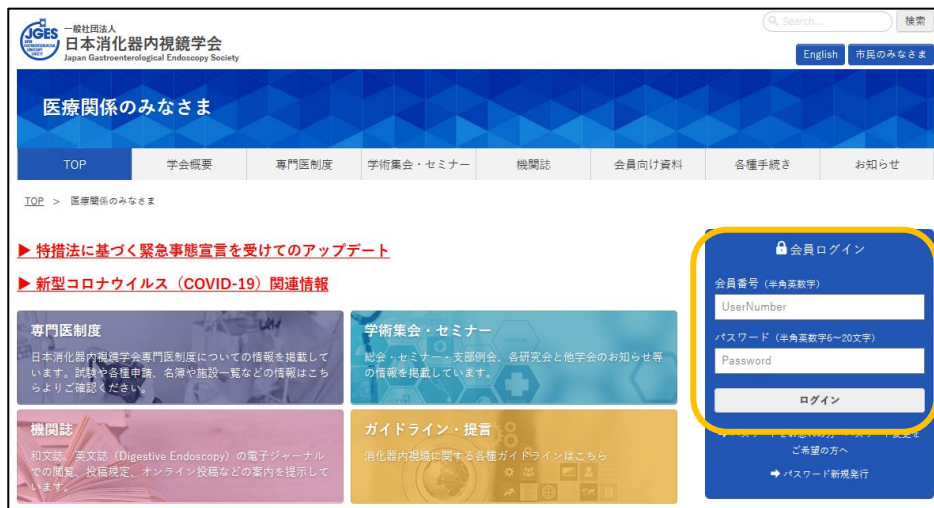 JGES
一般社団法人
日本消化器内視鏡学会
Japan Gastroenterological Endoscopy Society
Search...
検索
English
市民のみなさま
医療関係のみなさま
TOP 学会概要 専門医制度 学術集会・セミナー 機関誌 会員向け資料 各種手続き お知らせ
TOP > 医療関係のみなさま
▶ 特措法に基づく緊急事態宣言を受けてのアップデート
▶ 新型コロナウイルス（COVID-19）関連情報
専門医制度
日本消化器内視鏡学会専門医制度についての情報を掲載して
います。試験や各種申請、名簿や施設一覧などの情報はこち
らよりご確認ください。
学術集会・セミナー
総会・セミナー・支部例会、各研究会と他学会のお知らせ等
の情報を掲載しています。
機関誌
和文誌、英文誌（Digestive Endoscopy）の電子ジャーナル
での閲覧、投稿規定、オンライン投稿などの案内を提示して
います。
ガイドライン・提言
消化器内視鏡に関する各種ガイドラインはこちら
会員ログイン
会員番号（半角英数字）
UserNumber
パスワード（半角英数字6～20文字）
Password
ログイン
ご希望の方へ
➡ パスワード新規発行